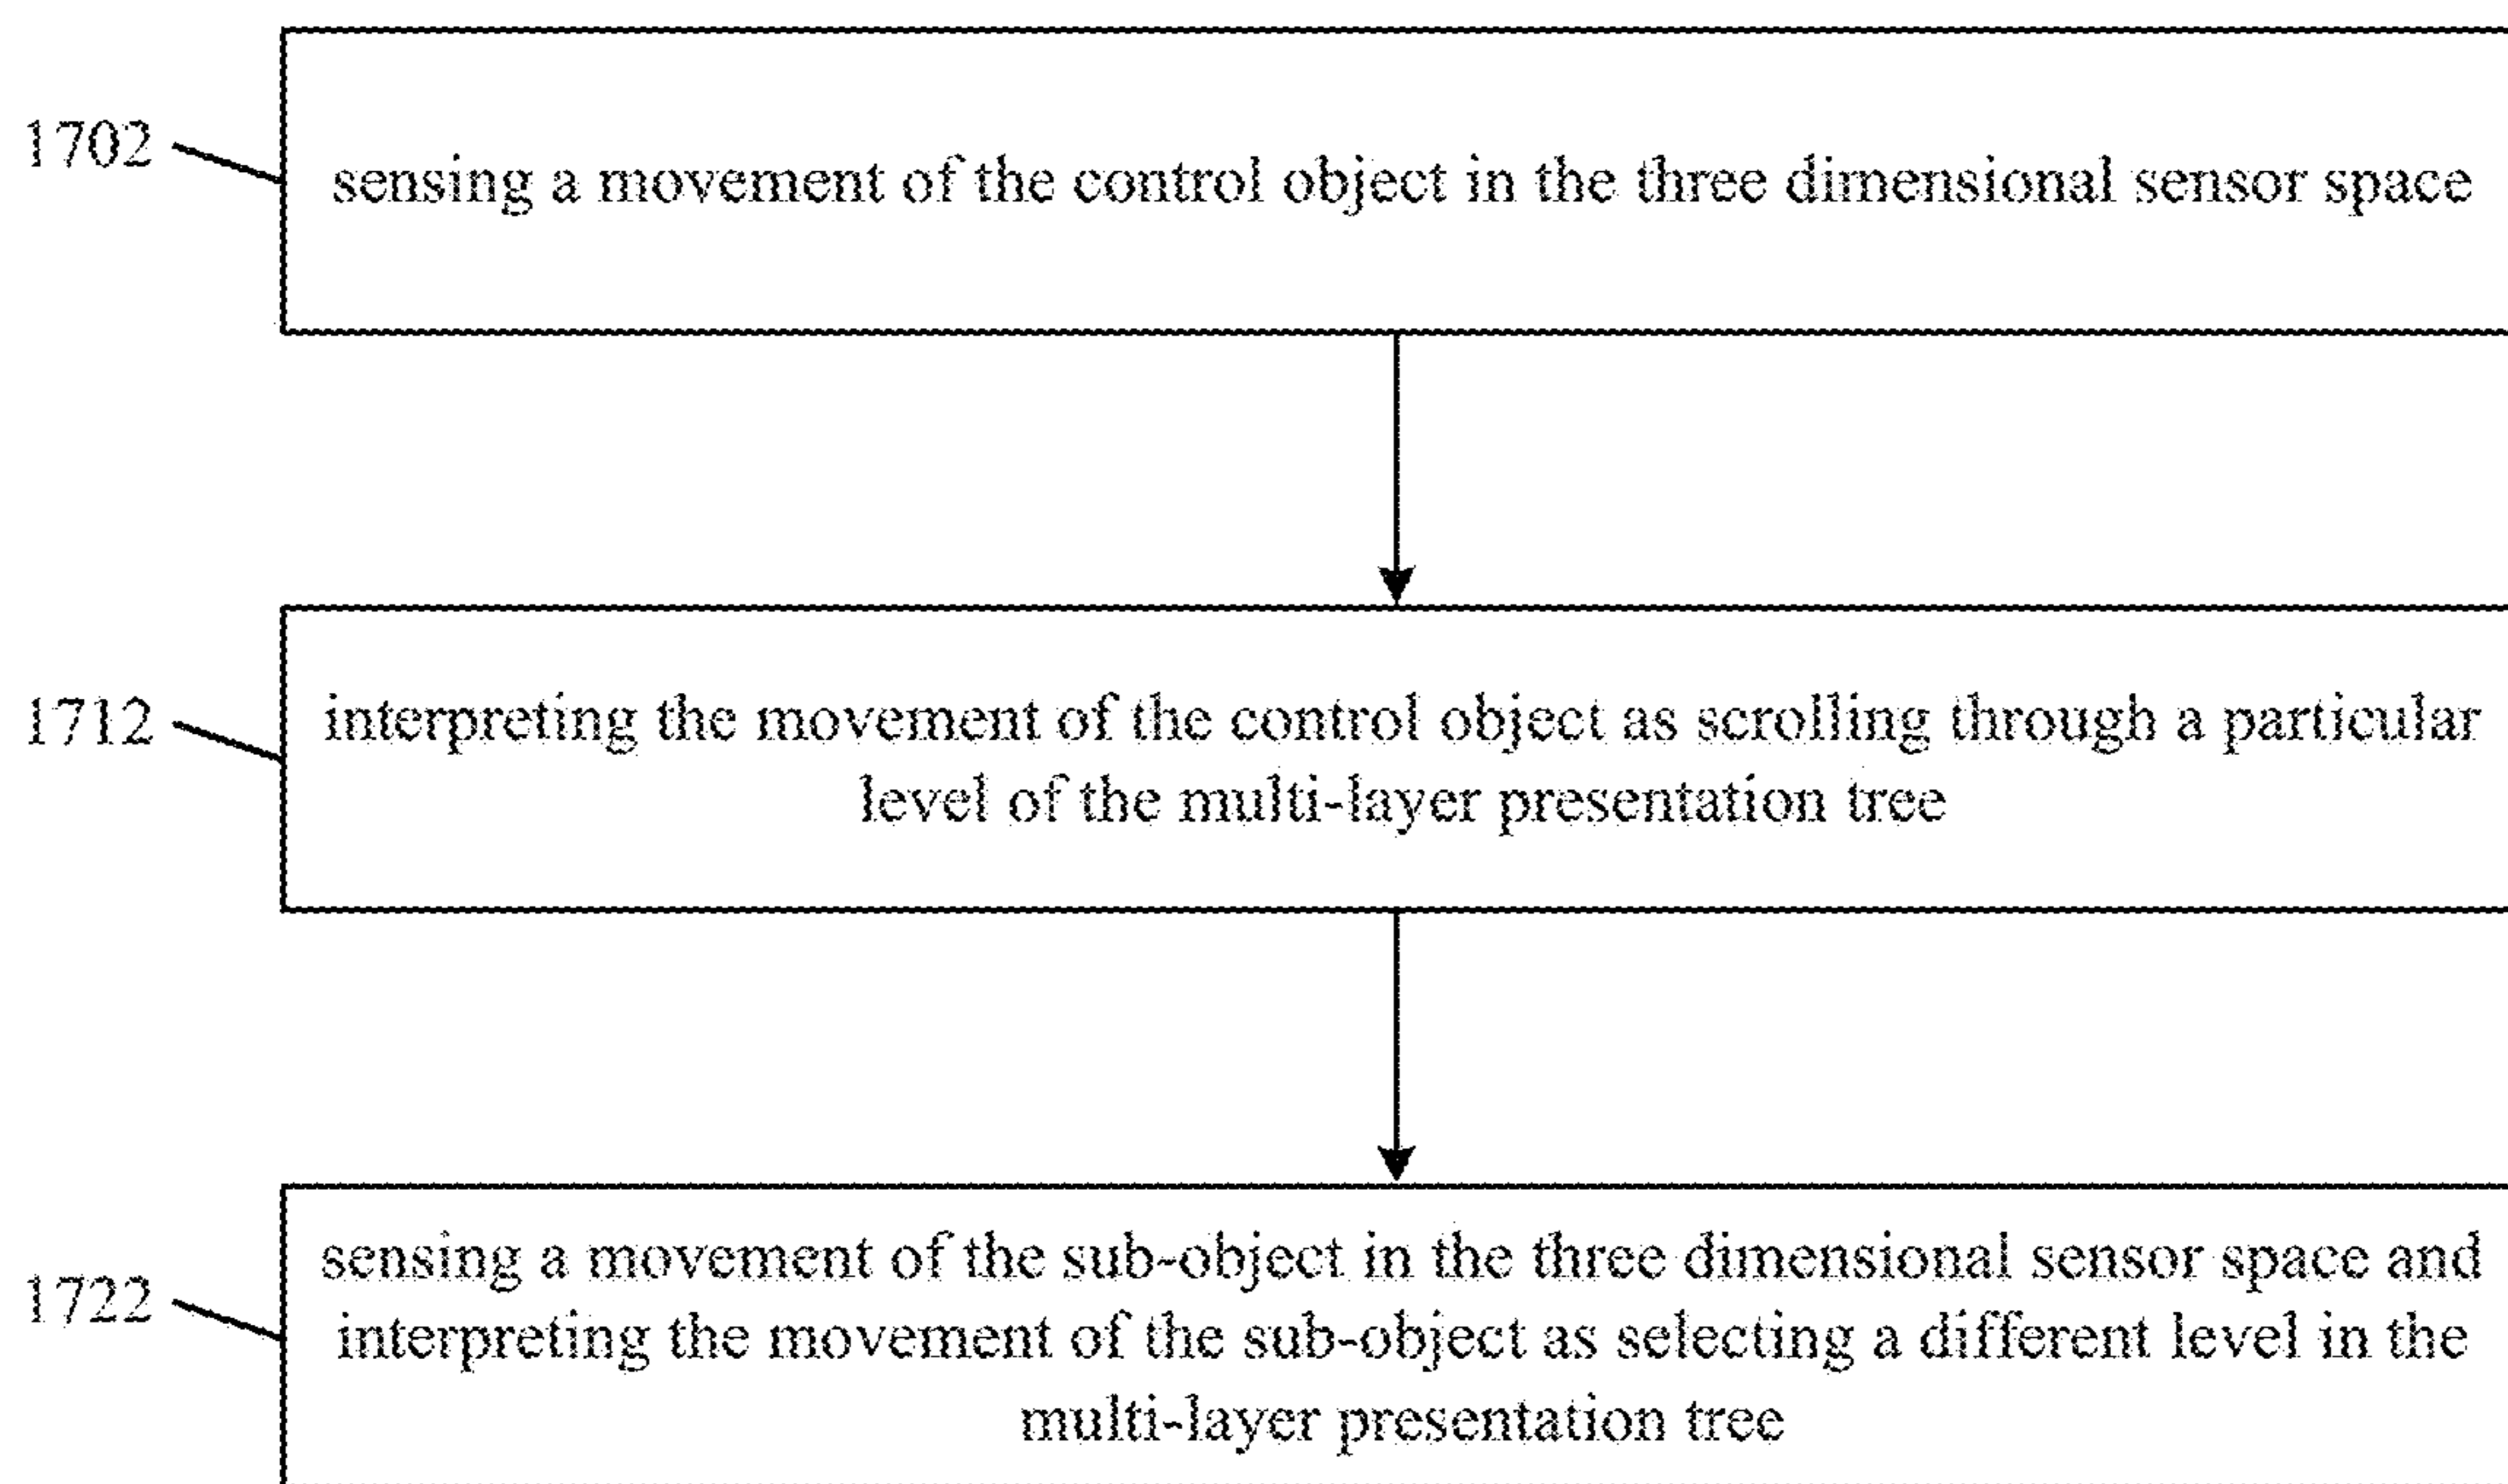 1702
sensing a movement of the control object in the three dimensional sensor space
1712
interpreting the movement of the control object as scrolling through a particular
level of the multi-layer presentation tree
1722
sensing a movement of the sub-object in the three dimensional sensor space and
interpreting the movement of the sub-object as selecting a different level in the
multi-layer presentation tree